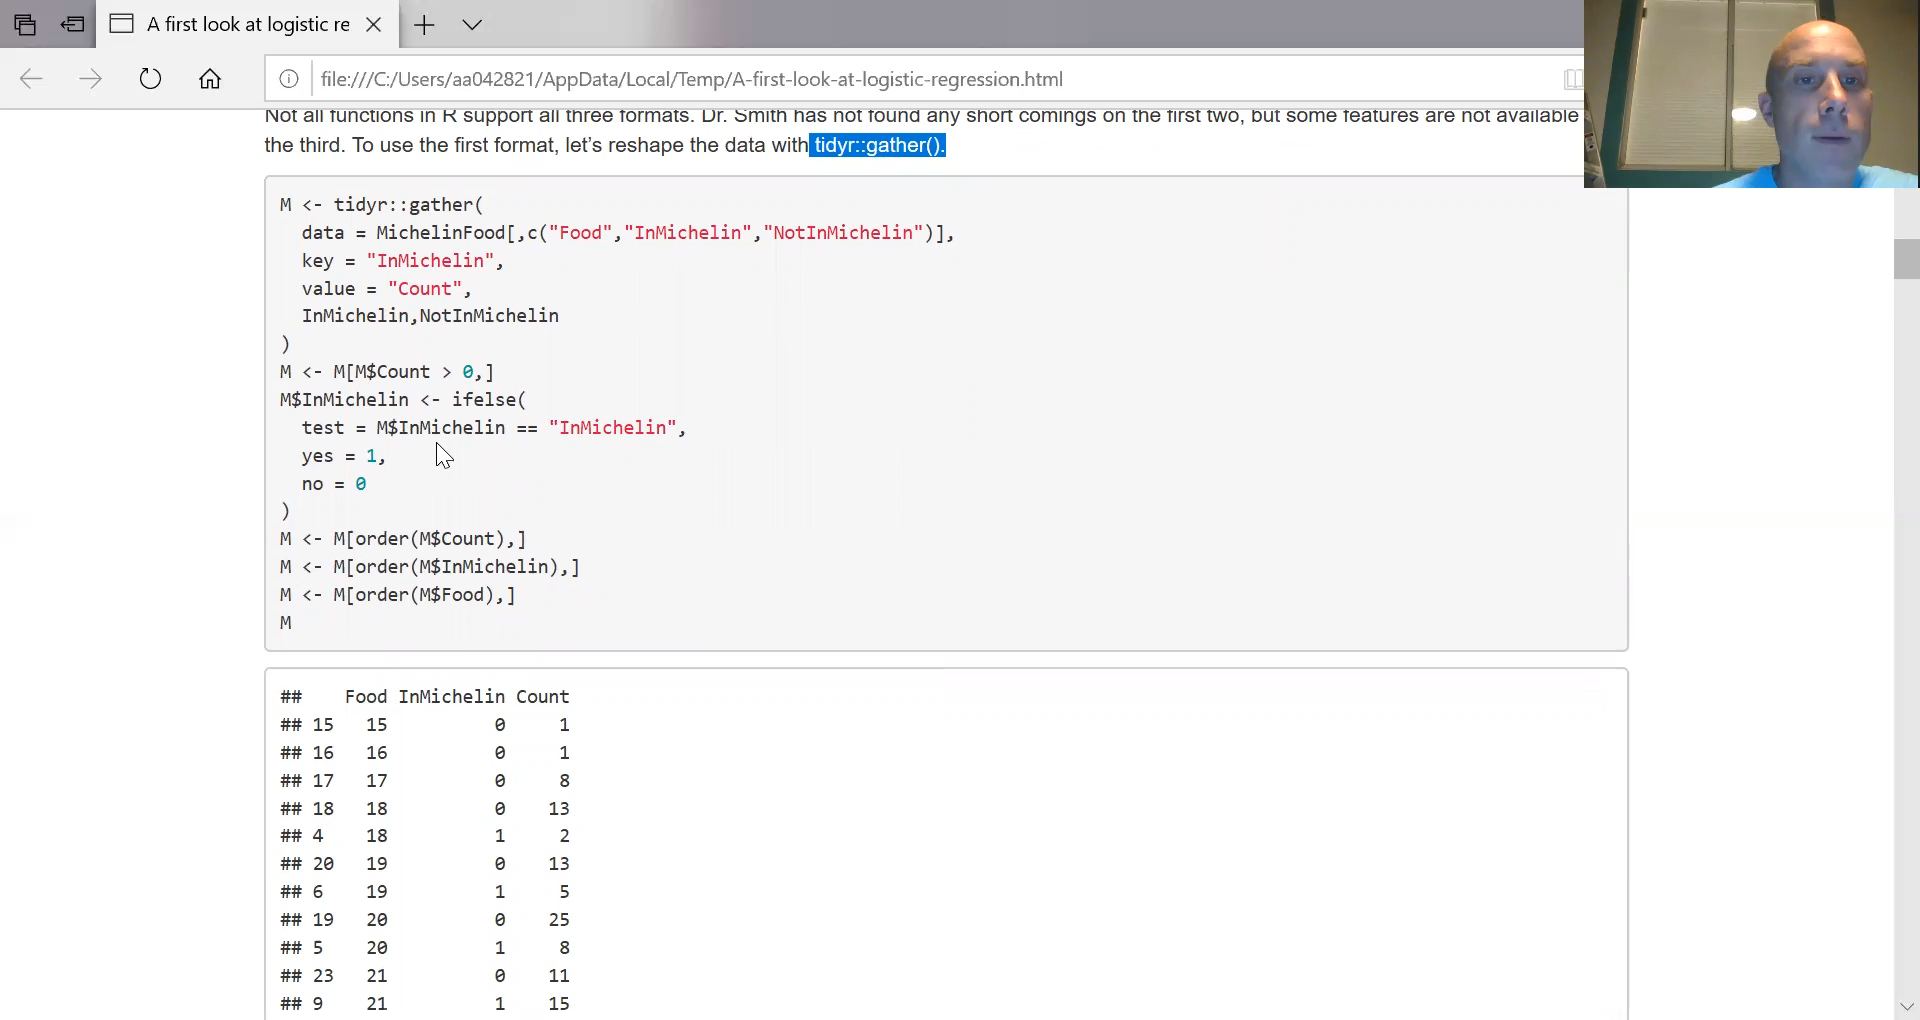 A first look at logistic re
file:///C:/Users/aa042821/AppData/Local/Temp/A-first-look-at-logistic-regression.html
Not all functions in R support all three formats. Dr. Smith has not found any short comings on the first two, but some features are not available
the third. To use the first format, let’s reshape the data with tidyr::gather().
M <- tidyr::gather(
data = MichelinFood[,c("Food","InMichelin","NotInMichelin")],
key = "InMichelin",
value = "Count",
InMichelin,NotInMichelin
)
M <- M[M$Count > 0,]
M$InMichelin <- ifelse(
test = M$InMichelin == "InMichelin",
yes = 1,
no = 0
)
M <- M[order(M$Count),]
M <- M[order(M$InMichelin),]
M <- M[order(M$Food),]
M
## Food InMichelin Count
## 15 15 0 1
## 16 16 0 1
## 17 17 0 8
## 18 18 0 13
## 4 18 1 2
## 20 19 0 13
## 6 19 1 5
## 19 20 0 25
## 5 20 1 8
## 23 21 0 11
## 9 21 1 15